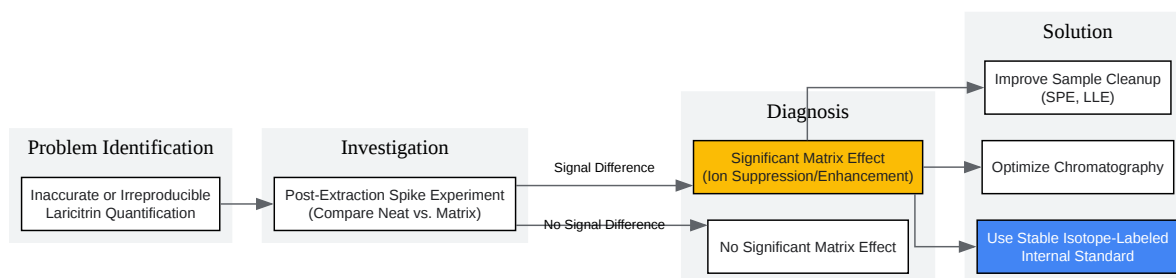 Problem Identification
Inaccurate or Irreproducible
Laricitrin Quantification
Investigation
Post-Extraction Spike Experiment
(Compare Neat vs. Matrix)
Signal Difference
No Signal Difference
Diagnosis
Significant Matrix Effect
(Ion Suppression/Enhancement)
No Significant Matrix Effect
Solution
Improve Sample Cleanup
(SPE, LLE)
Optimize Chromatography
Use Stable Isotope-Labeled
Internal Standard